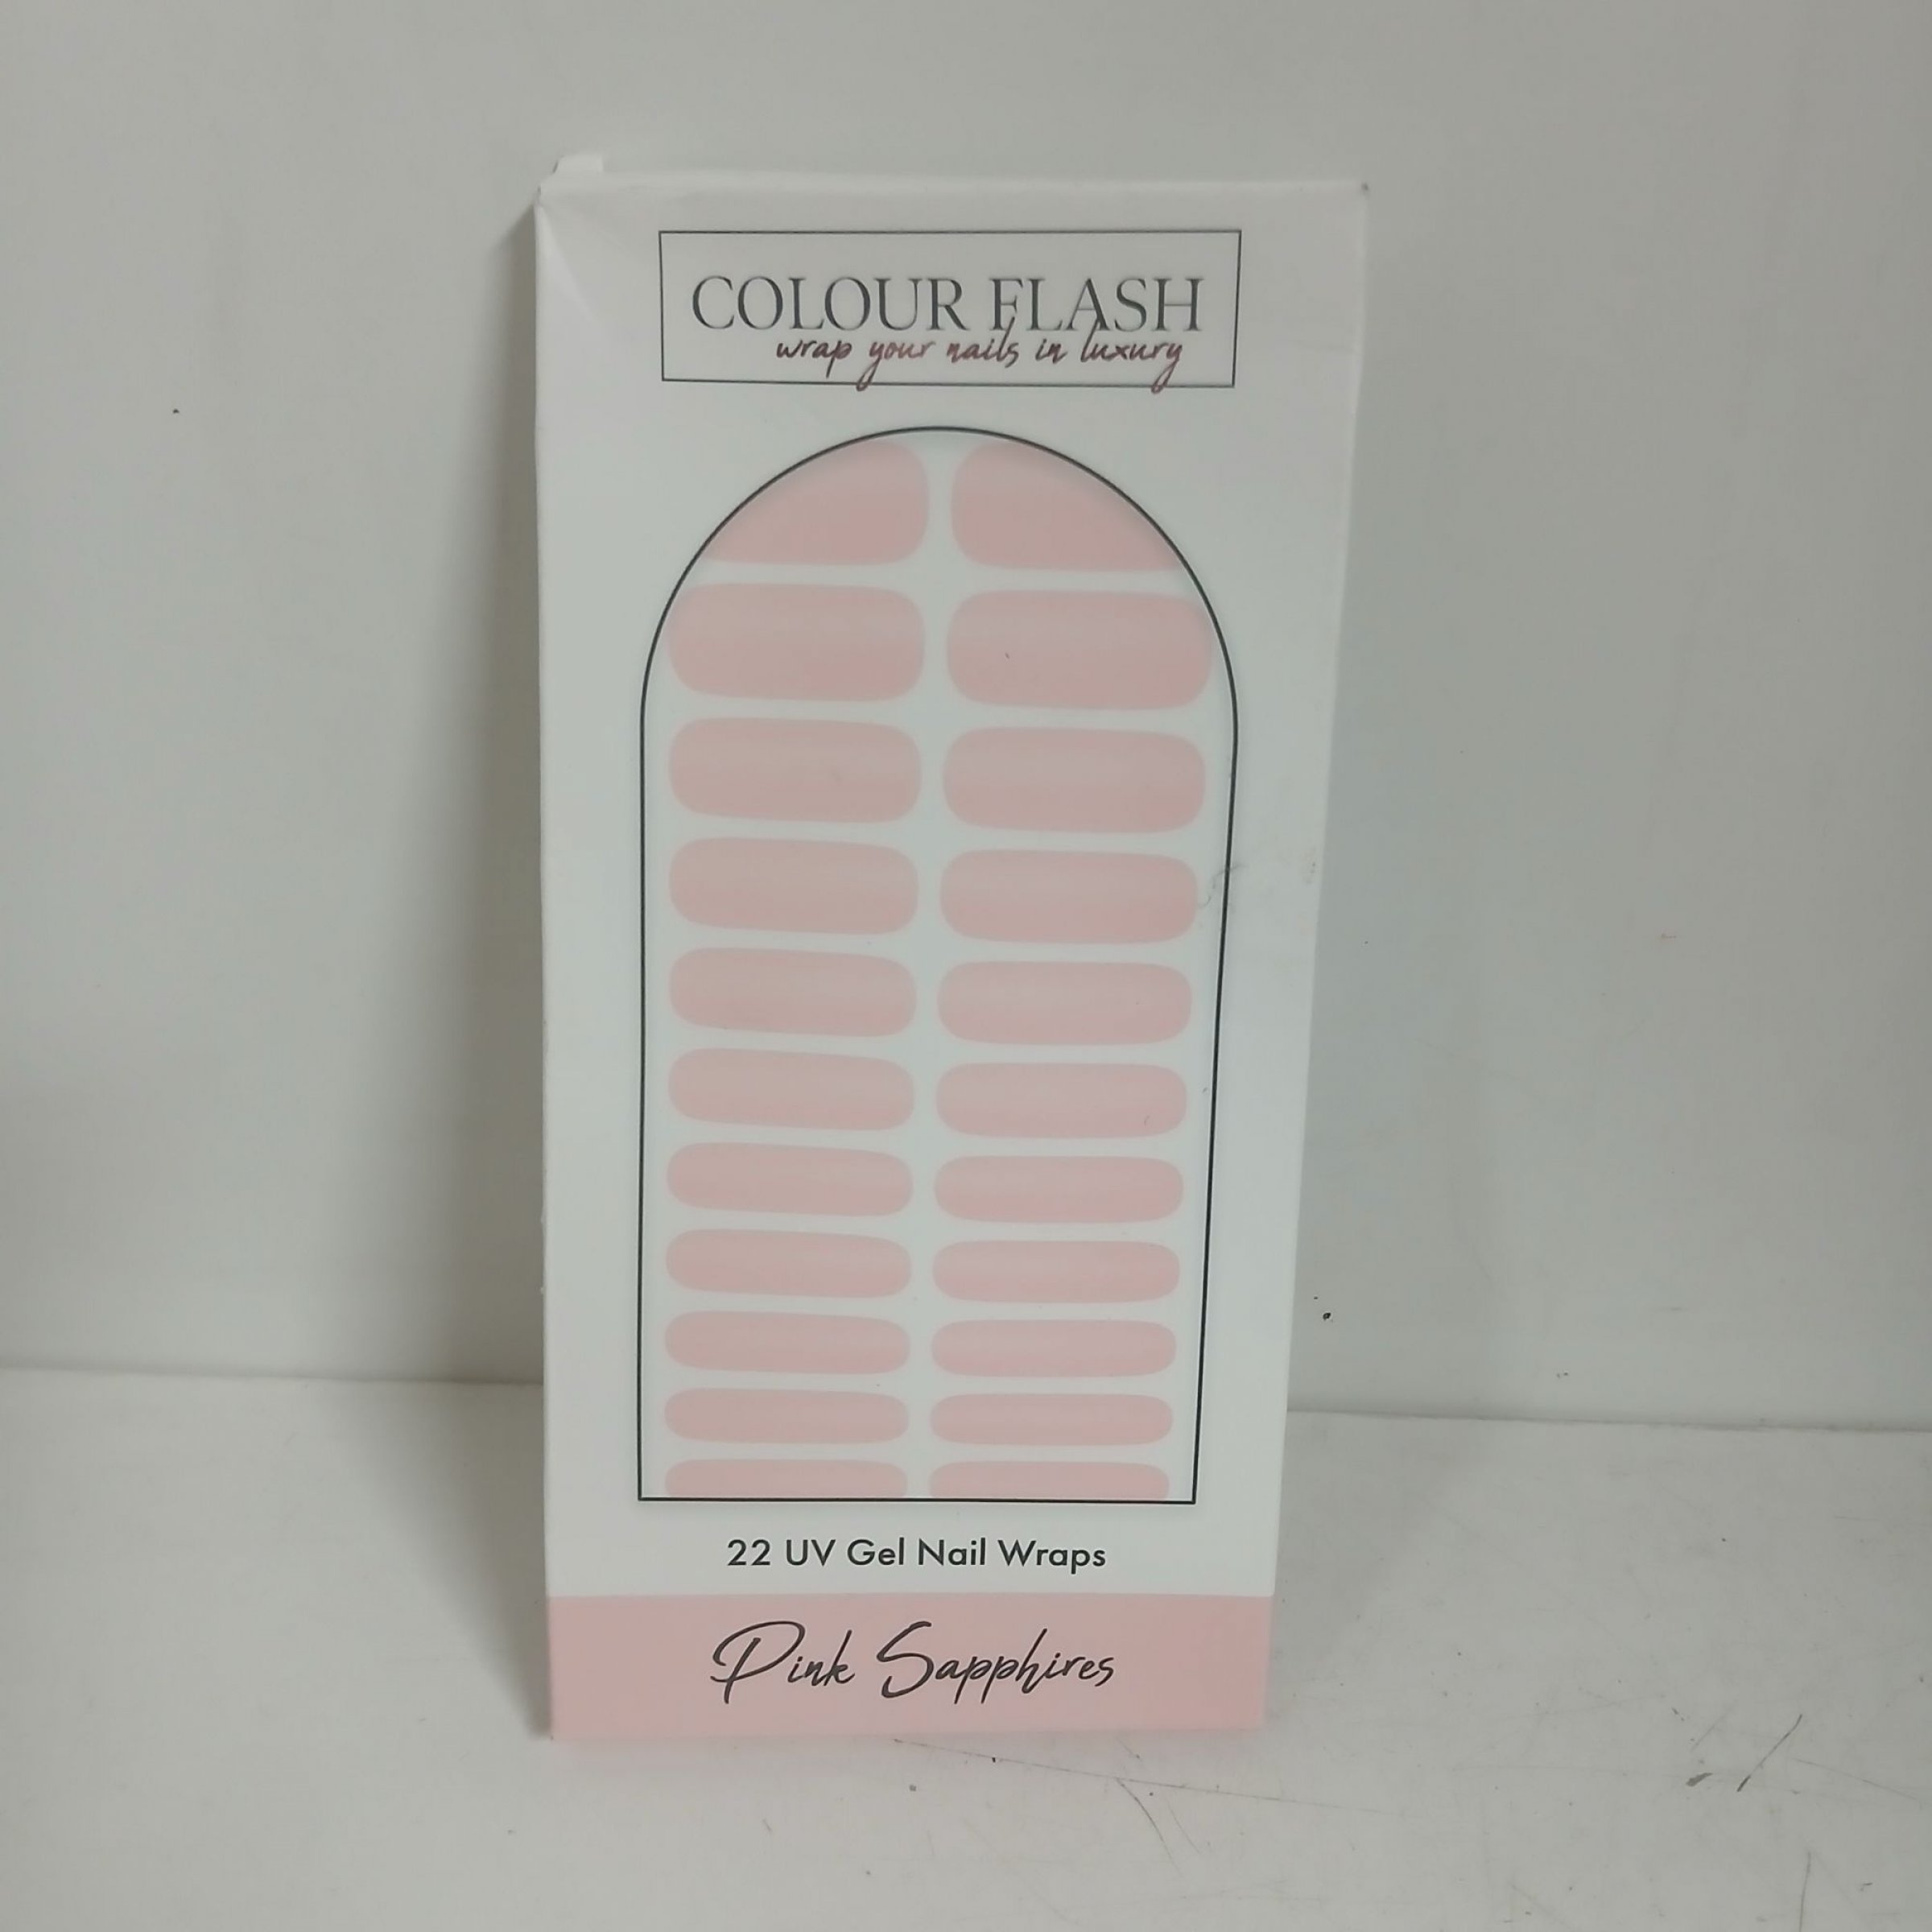 COLOUR FLASH
wrap your nails in luxury
22 UV Gel Nail Wraps
Pink Sapphires